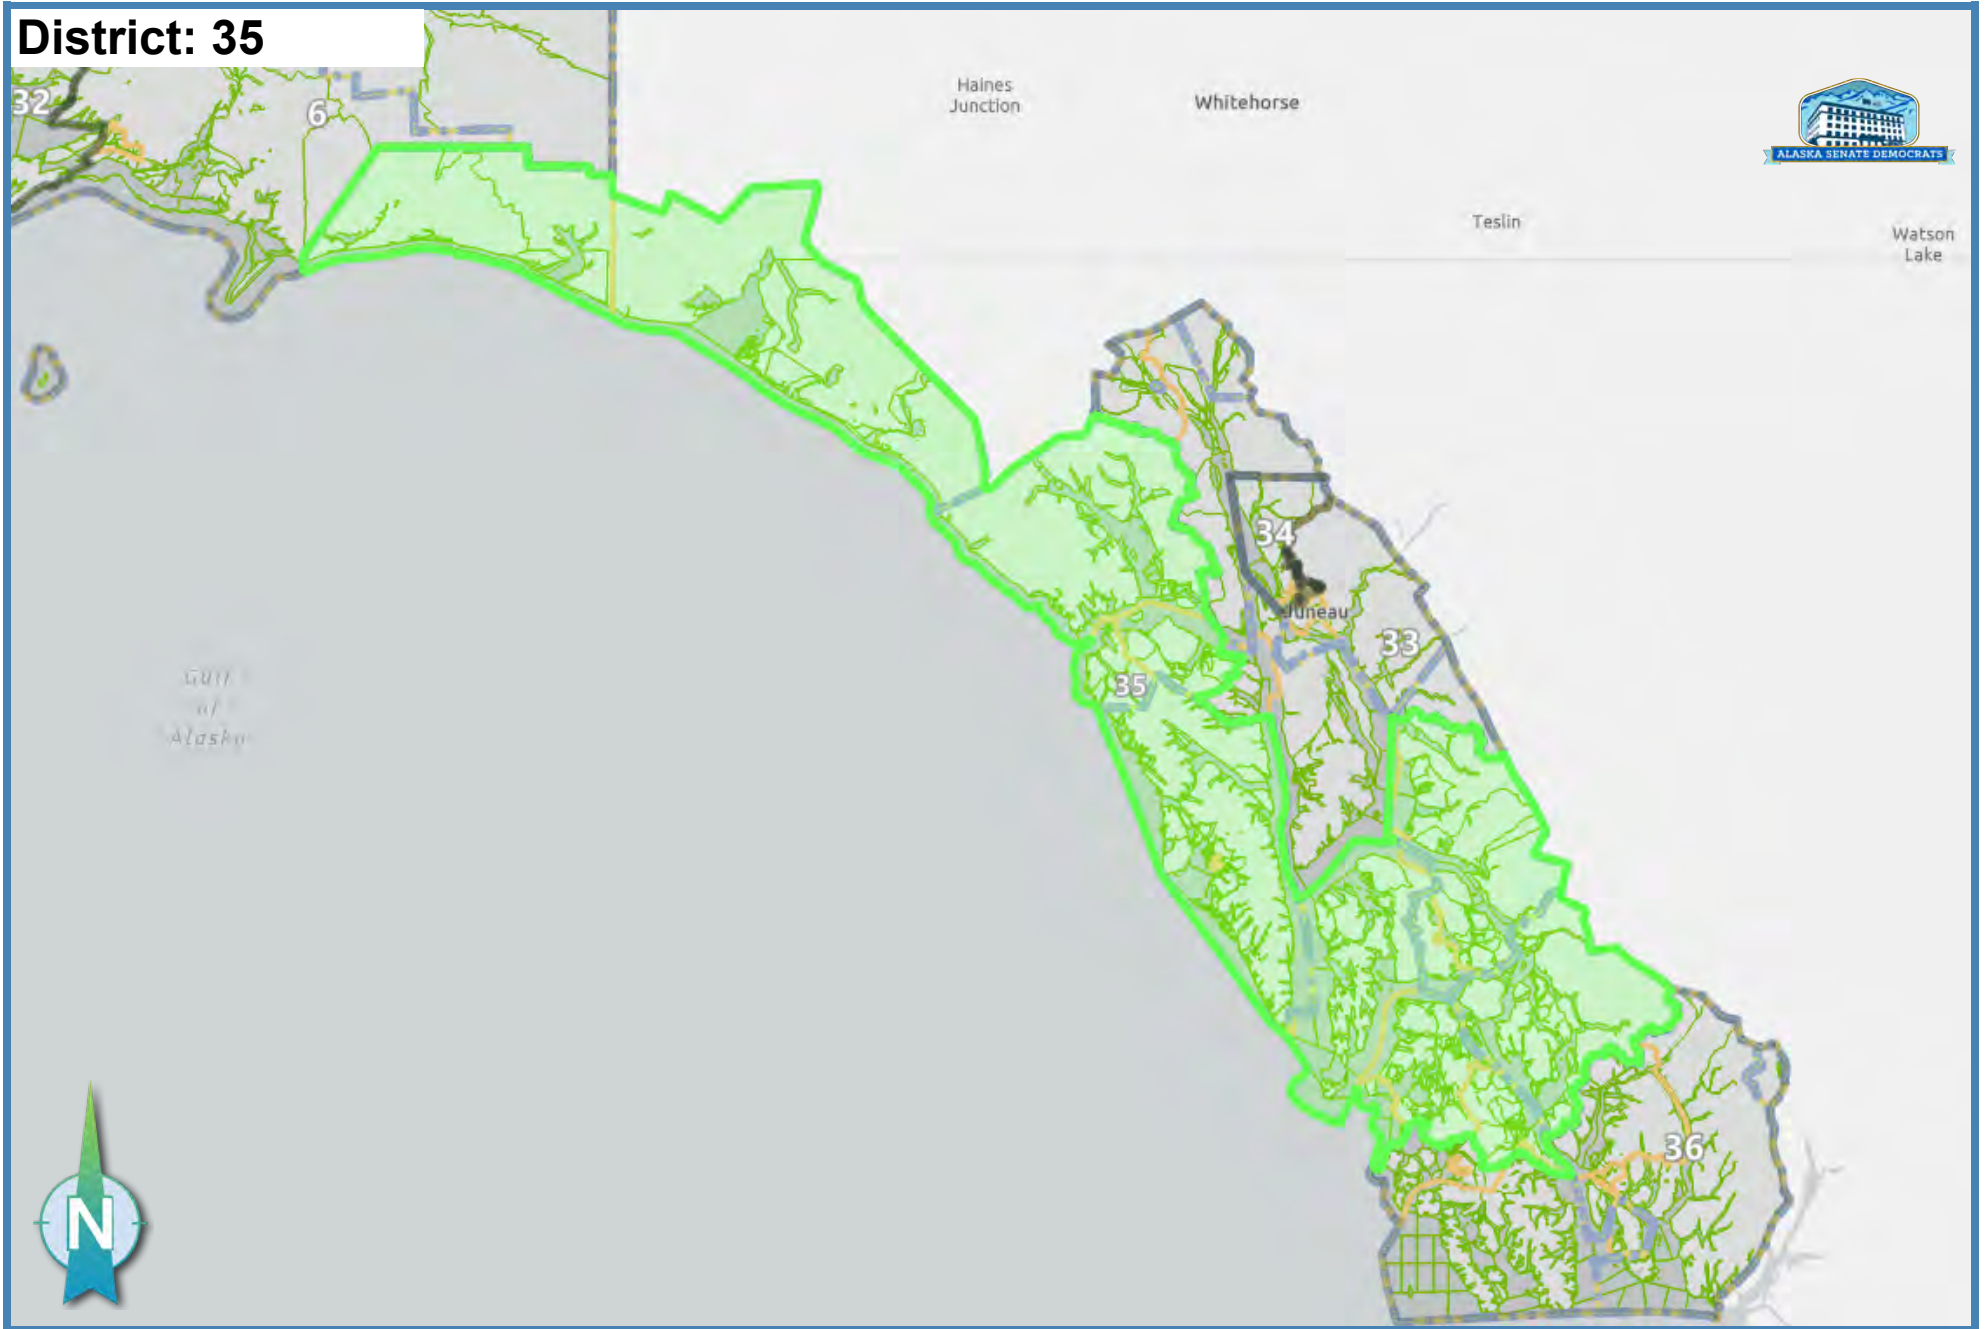 District: 35
32
6
Haines
Junction
Whitehorse
ALASKA SENATE DEMOCRATS
Teslin
Watson
Lake
34
Juneau
33
35
Gulf
of
Alaska
36
N